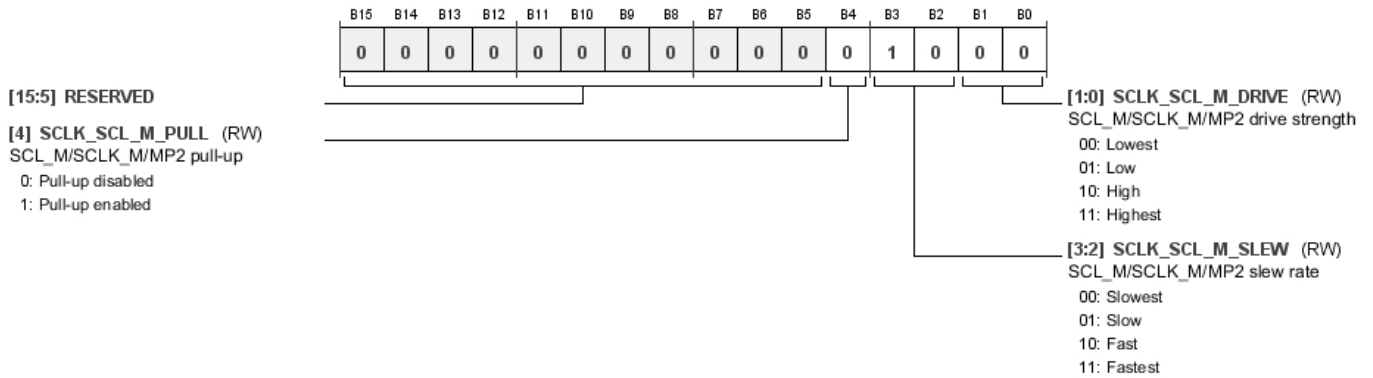 B15 B14 B13 B12 B11 B10 B9 B8 B7 B6 B5 B4 B3 B2 B1 B0
0 0 0 0 0 0 0 0 0 0 0 0 1 0 0 0
[15:5] RESERVED
[4] SCLK_SCL_M_PULL (RW)
SCL_M/SCLK_M/MP2 pull-up
0: Pull-up disabled
1: Pull-up enabled
[1:0] SCLK_SCL_M_DRIVE (RW)
SCL_M/SCLK_M/MP2 drive strength
00: Lowest
01: Low
10: High
11: Highest
[3:2] SCLK_SCL_M_SLEW (RW)
SCL_M/SCLK_M/MP2 slew rate
00: Slowest
01: Slow
10: Fast
11: Fastest